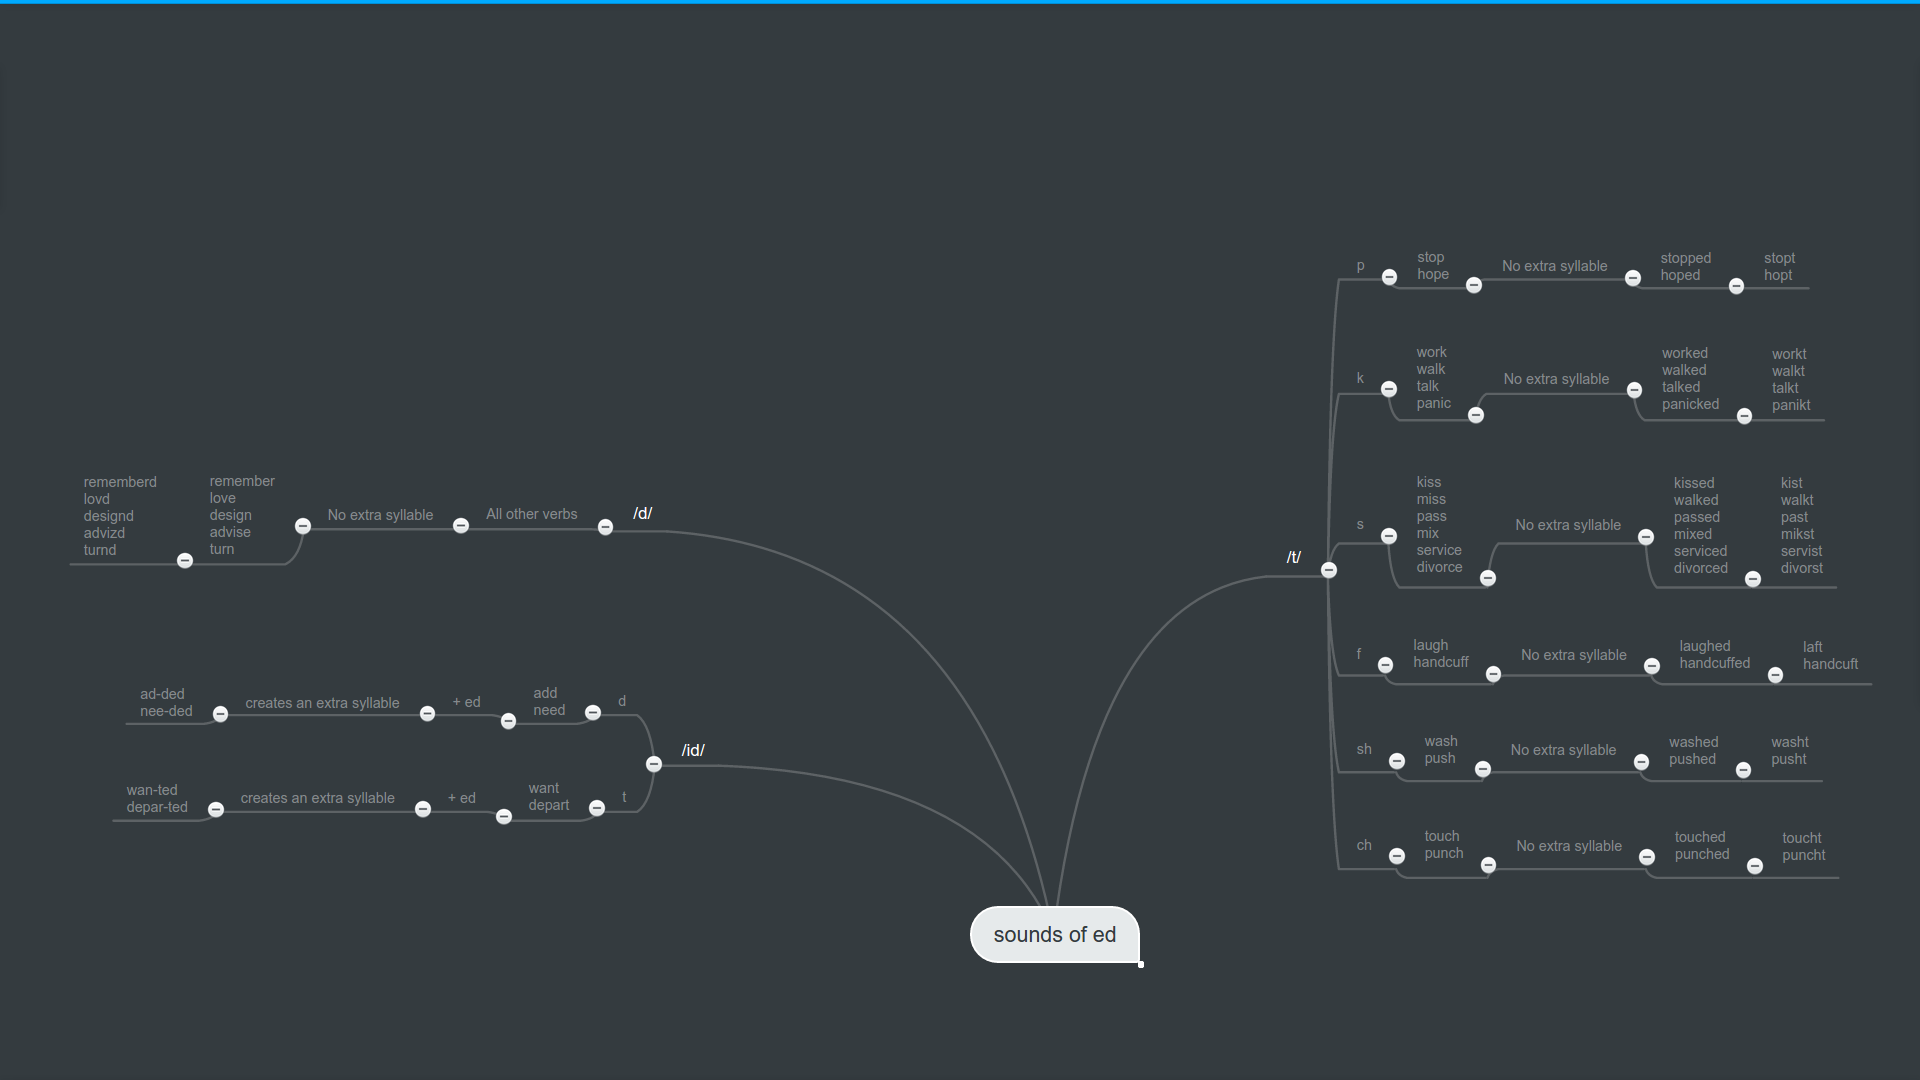 sounds of ed
/t/
p
stop
hope
No extra syllable
stopped
hoped
stopt
hopt
k
work
walk
talk
panic
No extra syllable
worked
walked
talked
panicked
workt
walkt
talkt
panikt
s
kiss
miss
pass
mix
service
divorce
No extra syllable
kissed
walked
passed
mixed
serviced
divorced
kist
walkt
past
mikst
servist
divorst
f
laugh
handcuff
No extra syllable
laughed
handcuffed
laft
handcuft
sh
wash
push
No extra syllable
washed
pushed
washt
pusht
ch
touch
punch
No extra syllable
touched
punched
toucht
puncht
/d/
All other verbs
No extra syllable
remember
love
design
advise
turn
rememberd
lovd
designd
advizd
turnd
/id/
d
add
need
+ ed
creates an extra syllable
ad-ded
nee-ded
t
want
depart
+ ed
creates an extra syllable
wan-ted
depar-ted